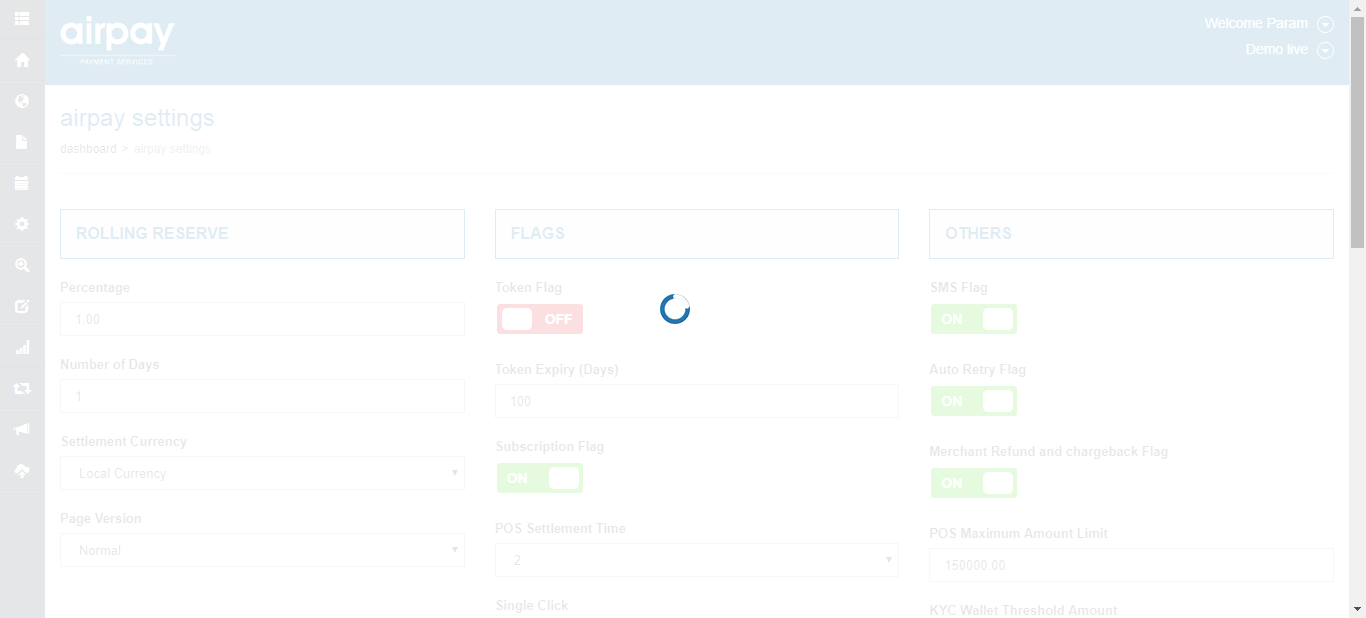 airpay
PAYMENT SERVICES
Welcome Param
Demo live
airpay settings
dashboard > airpay settings
ROLLING RESERVE
Percentage
1.00
Number of Days
1
Settlement Currency
Local Currency
Page Version
Normal
FLAGS
Token Flag
OFF
Token Expiry (Days)
100
Subscription Flag
ON
POS Settlement Time
2
Single Click
OTHERS
SMS Flag
ON
Auto Retry Flag
ON
Merchant Refund and chargeback Flag
ON
POS Maximum Amount Limit
150000.00
KYC Wallet Threshold Amount